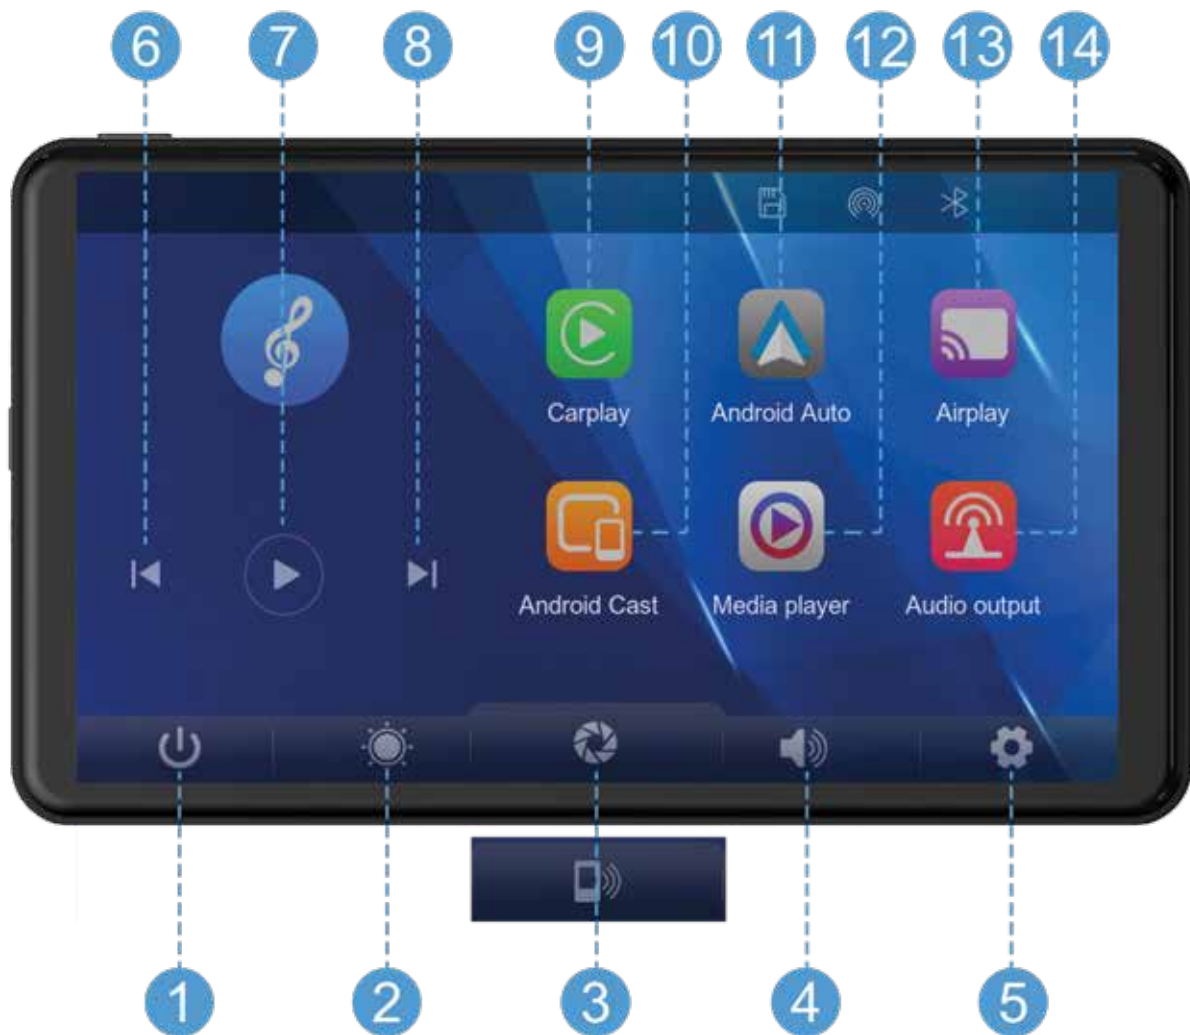 6 7 8 9 10 11 12 13 14
Carplay Android Auto Airplay
Android Cast Media player Audio output
1 2 3 4 5